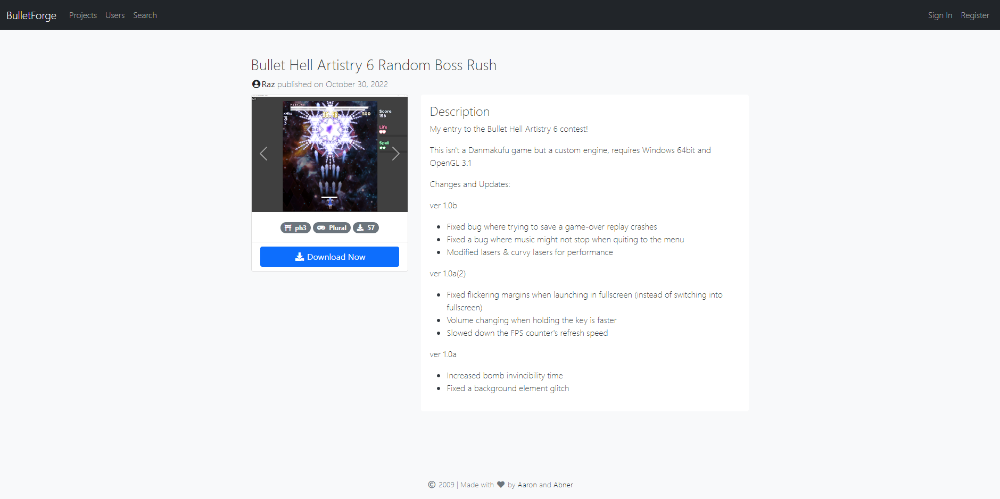 BulletForge Projects Users Search Sign In Register
Bullet Hell Artistry 6 Random Boss Rush
Raz published on October 30, 2022
60
xHits
3
3
300
Score
156
Life
Spell
ph3 Plural 57
Download Now
Description
My entry to the Bullet Hell Artistry 6 contest!
This isn't a Danmakufu game but a custom engine, requires Windows 64bit and
OpenGL 3.1
Changes and Updates:
ver 1.0b
Fixed bug where trying to save a game-over replay crashes
Fixed a bug where music might not stop when quiting to the menu
Modified lasers & curvy lasers for performance
ver 1.0a(2)
Fixed flickering margins when launching in fullscreen (instead of switching into
fullscreen)
Volume changing when holding the key is faster
Slowed down the FPS counter's refresh speed
ver 1.0a
Increased bomb invincibility time
Fixed a background element glitch
© 2009 | Made with by Aaron and Abner